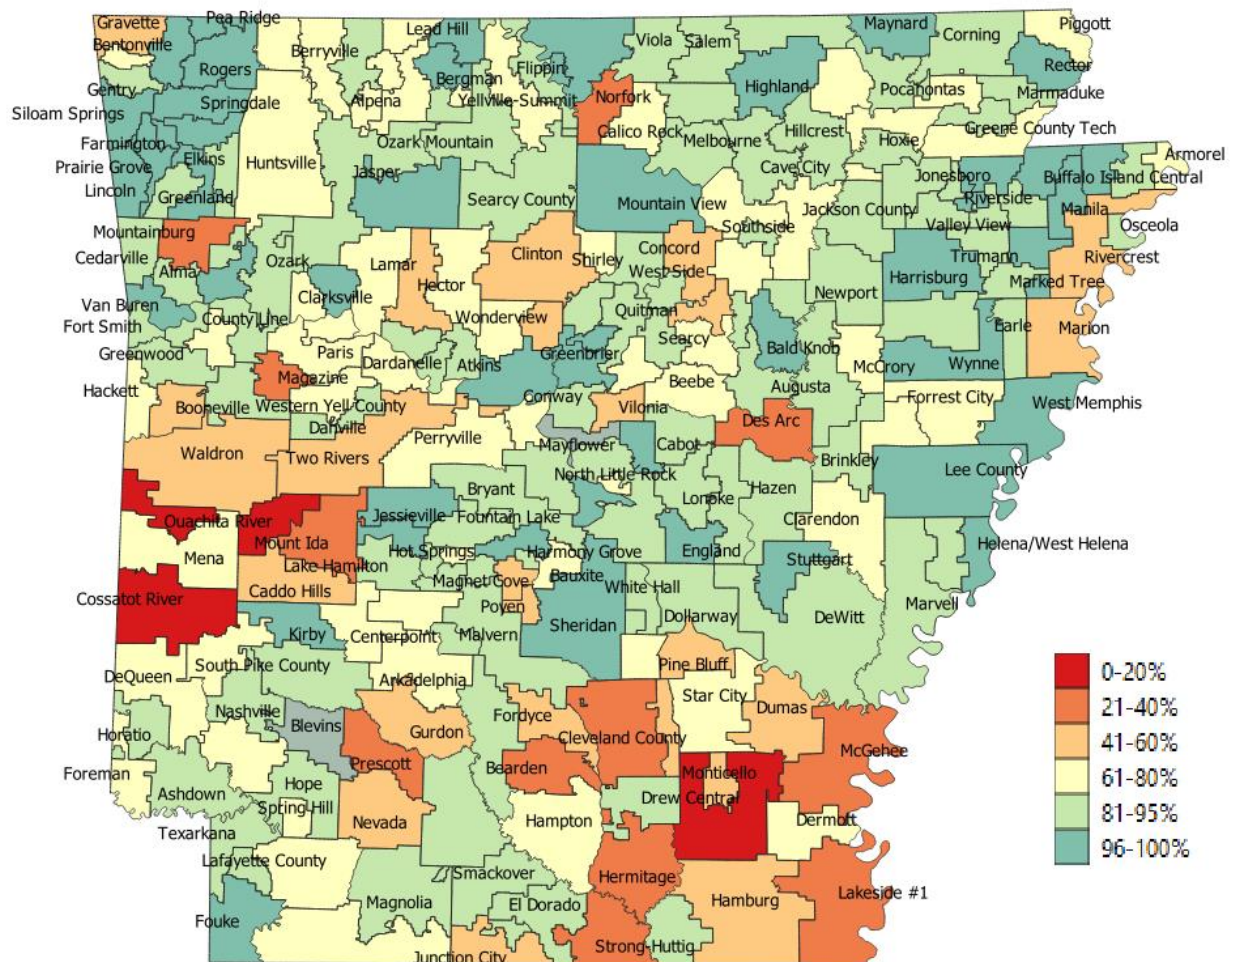 Gravette
Pea Ridge
Lead Hill
Maynard
Piggott
Bentonville
Berryville
Viola
Salem
Corning
Rogers
Bergman
Flippin
Highland
Rector
Gentry
Alpena
Yellville-Summit
Norfork
Pocahontas
Marmaduke
Siloam Springs
Springdale
Calico Rock
Melbourne
Hillcrest
Hoxie
Greene County Tech
Farmington
Ozark Mountain
Prairie Grove
Elkins
Huntsville
Jasper
Cave City
Jonesboro
Buffalo Island Central
Armorel
Lincoln
Greenland
Searcy County
Mountain View
Southside
Jackson County
Riverside
Manila
Mountainburg
Valley View
Osceola
Cedarville
Alma
Ozark
Lamar
Clinton
Shirley
Concord
West Side
Harrisburg
Trumann
Rivercrest
Van Buren
Clarksville
Hector
Newport
Marked Tree
Fort Smith
County Line
Wonderview
Quitman
Earle
Marion
Greenwood
Paris
Dardanelle
Atkins
Greenbrier
Searcy
Bald Knob
McCrory
Wynne
Hackett
Magazine
Beebe
Augusta
Booneville
Western Yell County
Conway
Vilonia
Forrest City
West Memphis
Danville
Des Arc
Waldron
Two Rivers
Perryville
Mayflower
Cabot
Brinkley
Lee County
North Little Rock
Bryant
Lonoke
Hazen
Ouachita River
Jessieville
Fountain Lake
Clarendon
Mena
Mount Ida
Hot Springs
Harmony Grove
England
Stuttgart
Helena/West Helena
Lake Hamilton
Cossatot River
Caddo Hills
Magnet Cove
Bauxite
White Hall
Marvell
Poyen
Dollarway
DeWitt
Kirby
Centerpoint
Malvern
Sheridan
DeQueen
South Pike County
Arkadelphia
Pine Bluff
Star City
0-20%
Nashville
Blevins
Gurdon
Fordyce
Dumas
21-40%
Horatio
Cleveland County
McGehee
41-60%
Foreman
Prescott
Bearden
Monticello
61-80%
Ashdown
Hope
Drew Central
81-95%
Spring Hill
Nevada
Hampton
Dermott
96-100%
Texarkana
Lafayette County
Smackover
Hermitage
Lakeside #1
Fouke
Magnolia
El Dorado
Hamburg
Junction City
Strong-Huttig